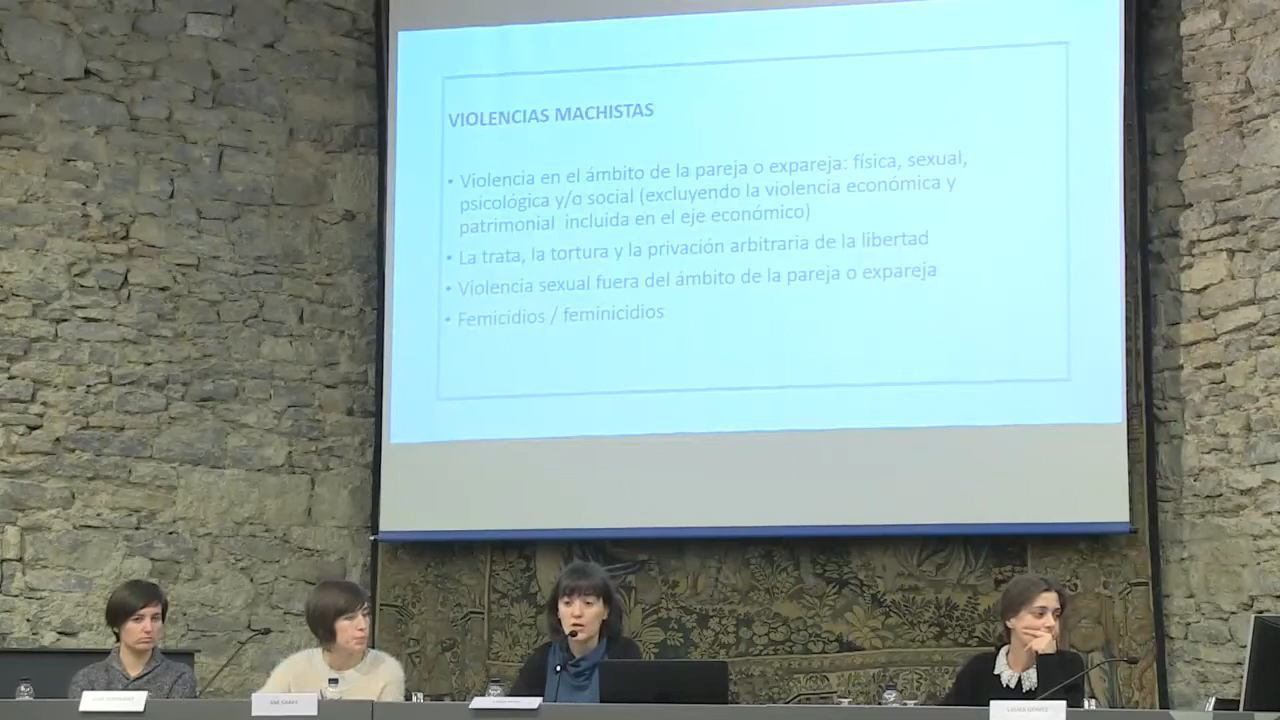 VIOLENCIAS MACHISTAS
• Violencia en el ámbito de la pareja o expareja: física, sexual,
psicológica y/o social (excluyendo la violencia económica y
patrimonial incluida en el eje económico)
• La trata, la tortura y la privación arbitraria de la libertad
• Violencia sexual fuera del ámbito de la pareja o expareja
• Femicidios / feminicidios
LAURA GÓMEZ